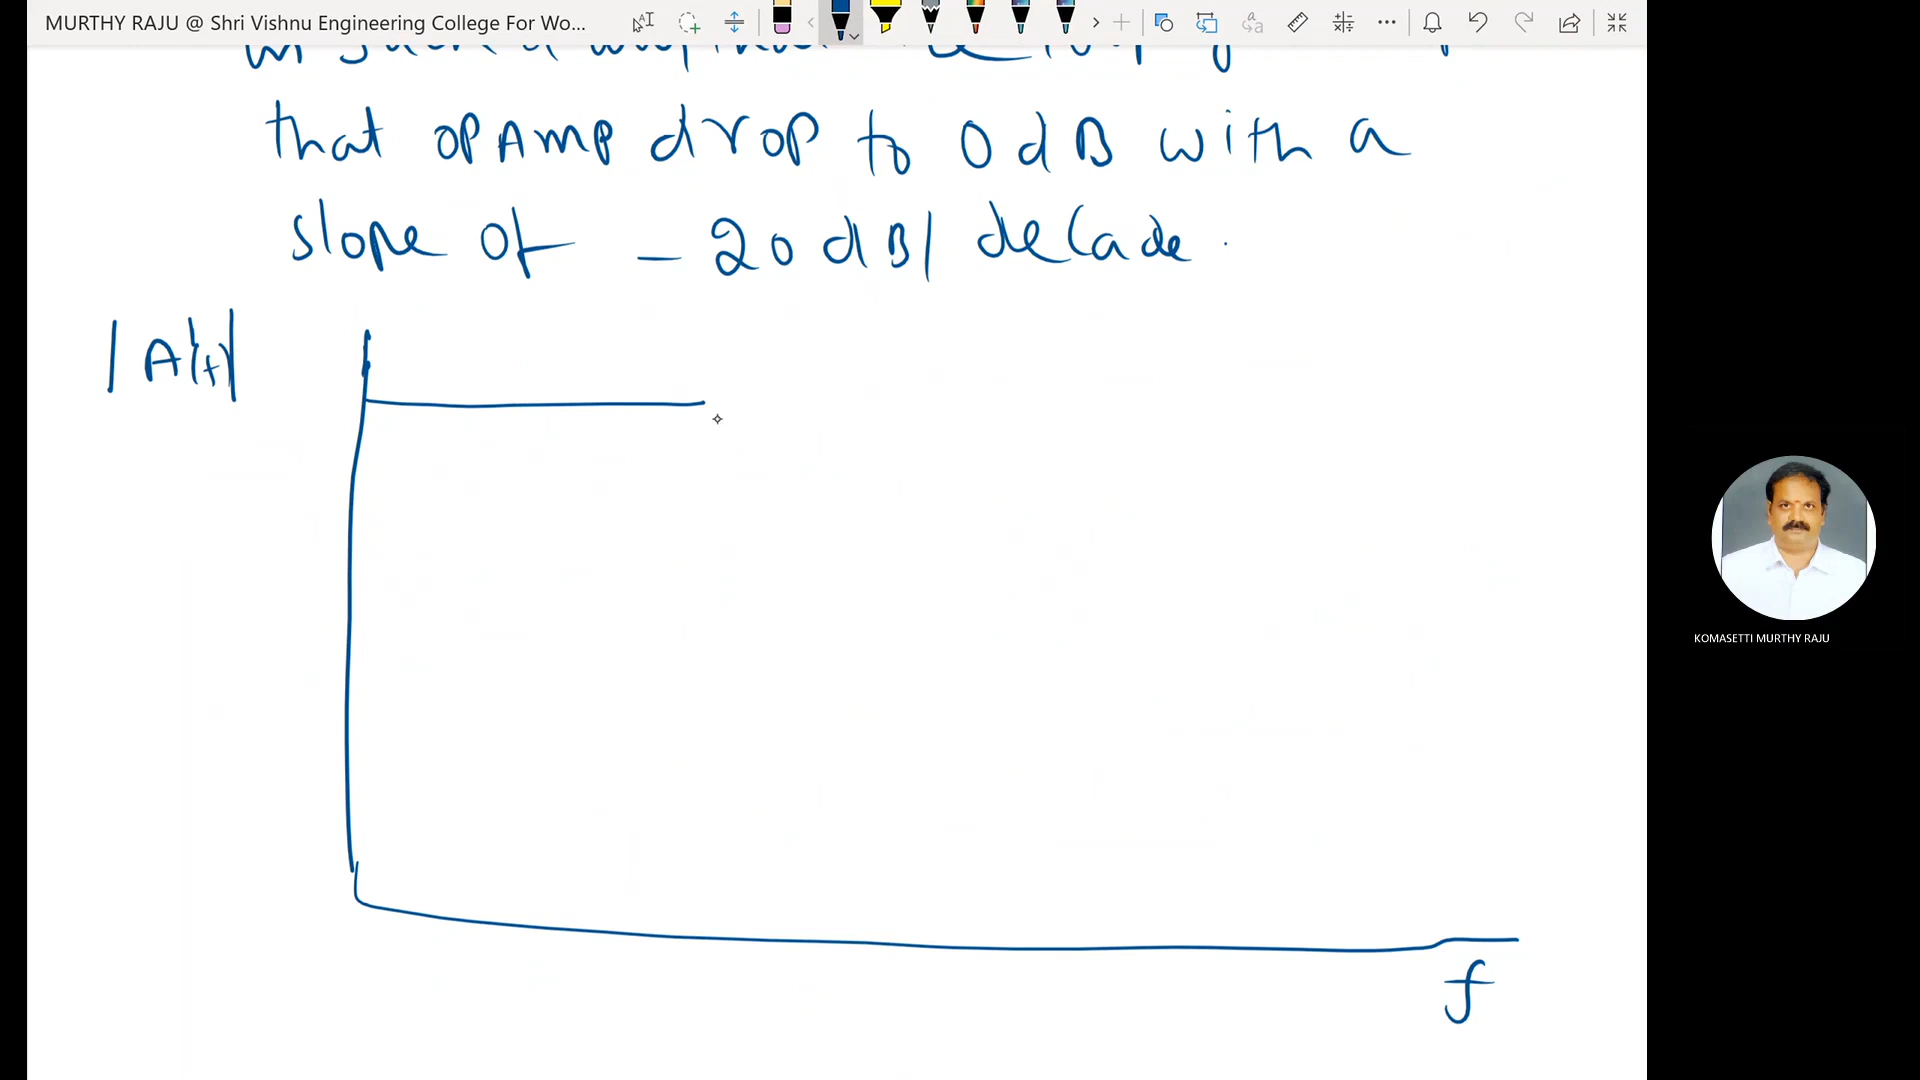 MURTHY RAJU @ Shri Vishnu Engineering College For Wo...
that OPAMP drop to 0 dB with a
slope of - 20 dB/ decade.
|A(f)|
f
KOMASETTI MURTHY RAJU